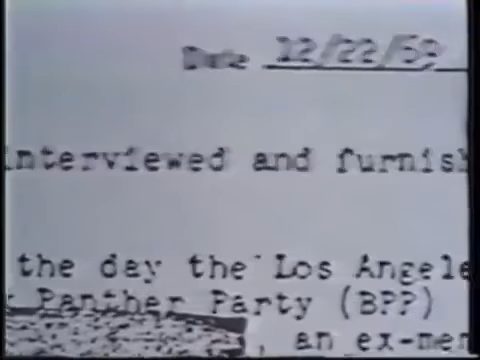 Date 12/22/69
interviewed and furnish
the day the Los Angele
k Panther Party (BPP)
, an ex-mem